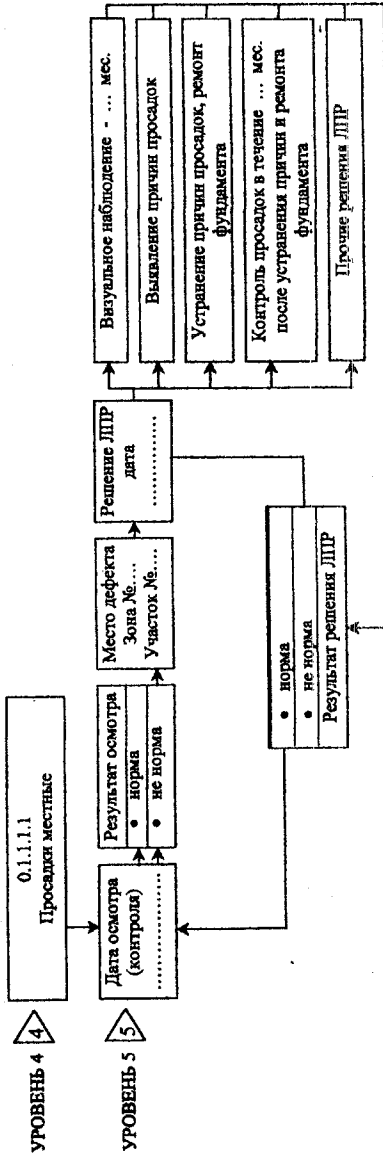 УРОВЕНЬ 4
4
0.1.1.1.1
Просадки местные
УРОВЕНЬ 5
5
Дата осмотра
(контроля)
....................
Результат осмотра
• норма
• не норма
Место дефекта
Зона №....
Участок №....
Решение ЛПР
дата
..................
Визуальное наблюдение - ... мес.
Выявление причин просадок
Устранение причин просадок, ремонт
фундамента
Контроль просадок в течение ... мес.
после устранения причин и ремонта
фундамента
Прочие решения ЛПР
• норма
• не норма
Результат решения ЛПР